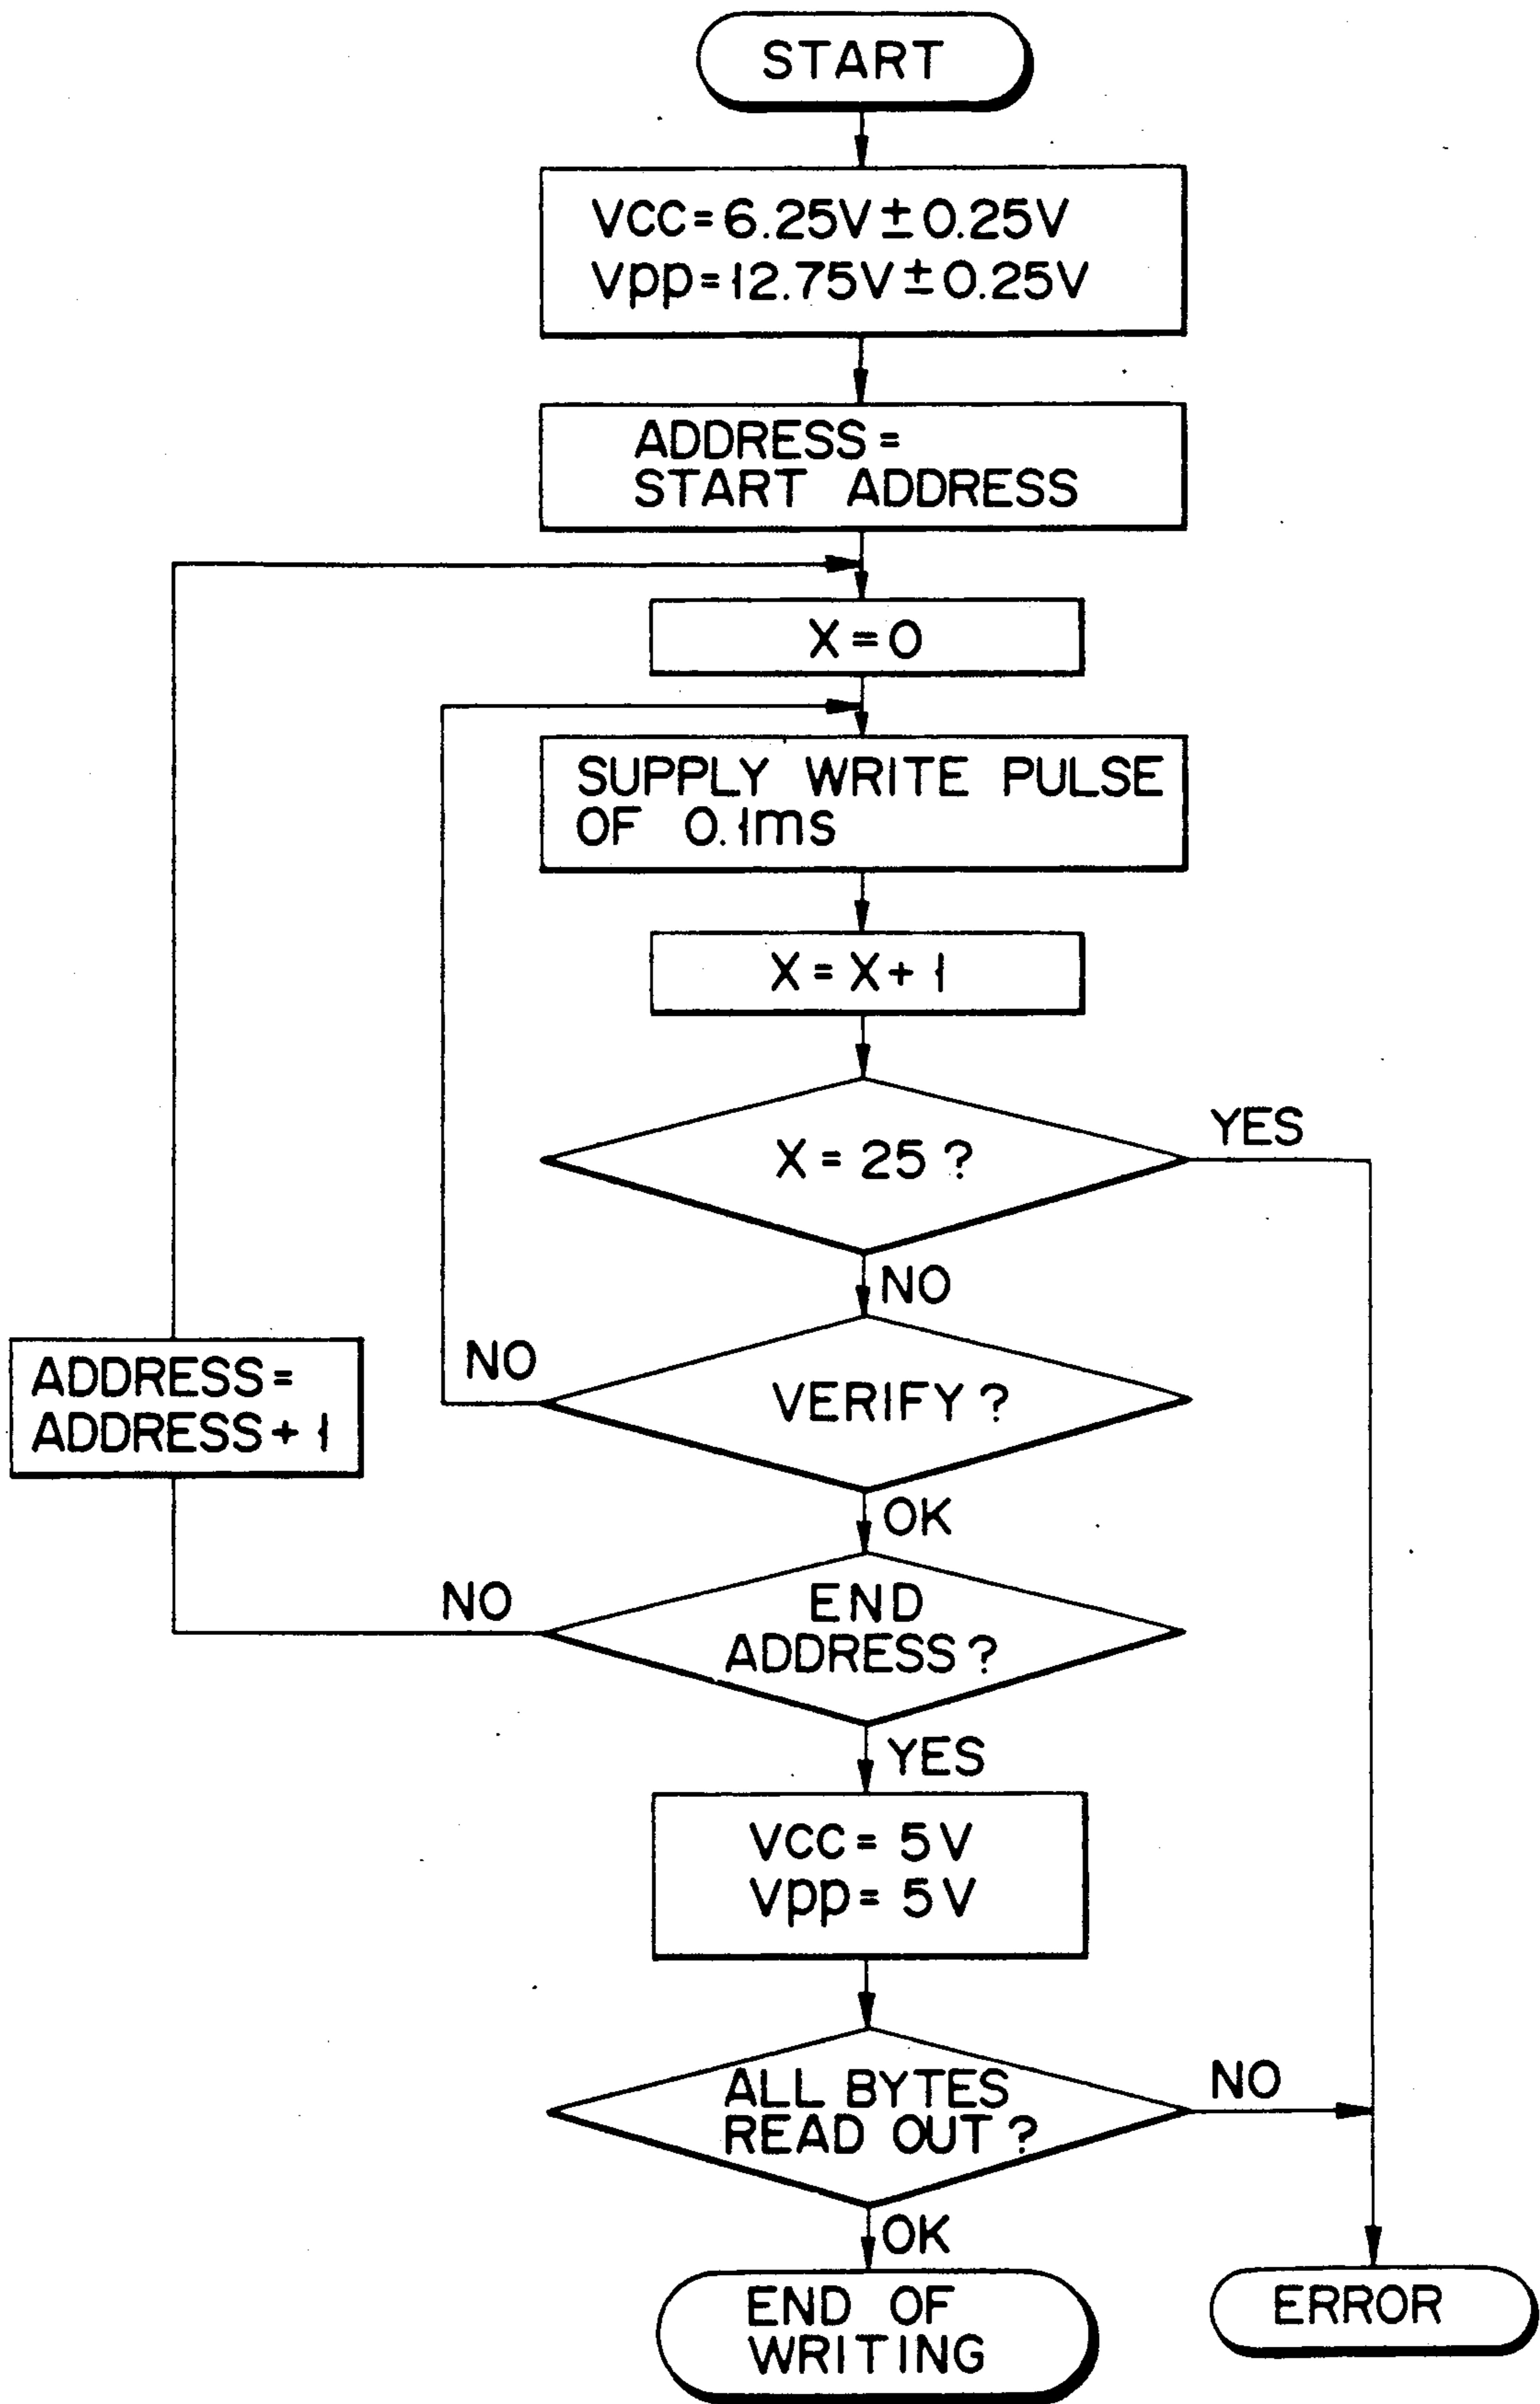 START
VCC=6.25V±0.25V
Vpp=12.75V±0.25V
ADDRESS=
START ADDRESS
X=0
SUPPLY WRITE PULSE
OF 0.1ms
X=X+1
X=25?
YES
NO
VERIFY?
NO
OK
ADDRESS=
ADDRESS+1
END
ADDRESS?
NO
YES
VCC=5V
Vpp=5V
ALL BYTES
READ OUT?
NO
OK
END OF
WRITING
ERROR